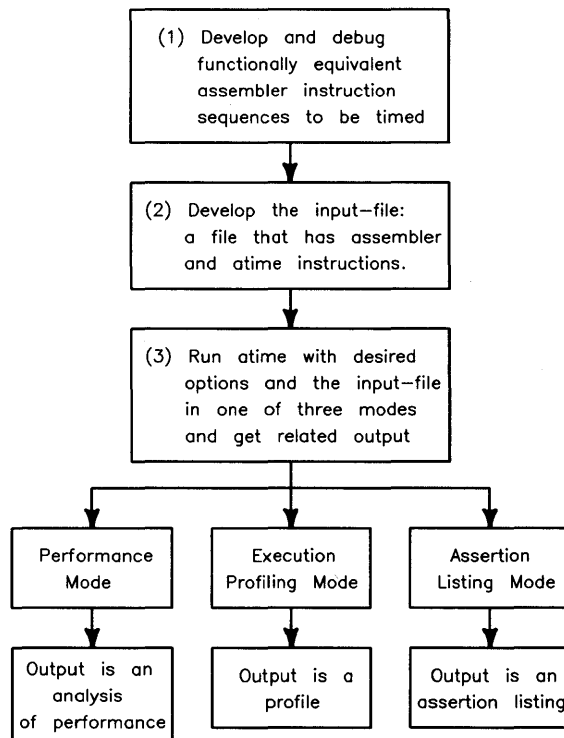 (1) Develop and debug
functionally equivalent
assembler instruction
sequences to be timed
(2) Develop the input-file:
a file that has assembler
and atime instructions.
(3) Run atime with desired
options and the input-file
in one of three modes
and get related output
Performance
Mode
Execution
Profiling Mode
Assertion
Listing Mode
Output is an
analysis
of performance
Output is a
profile
Output is an
assertion listing